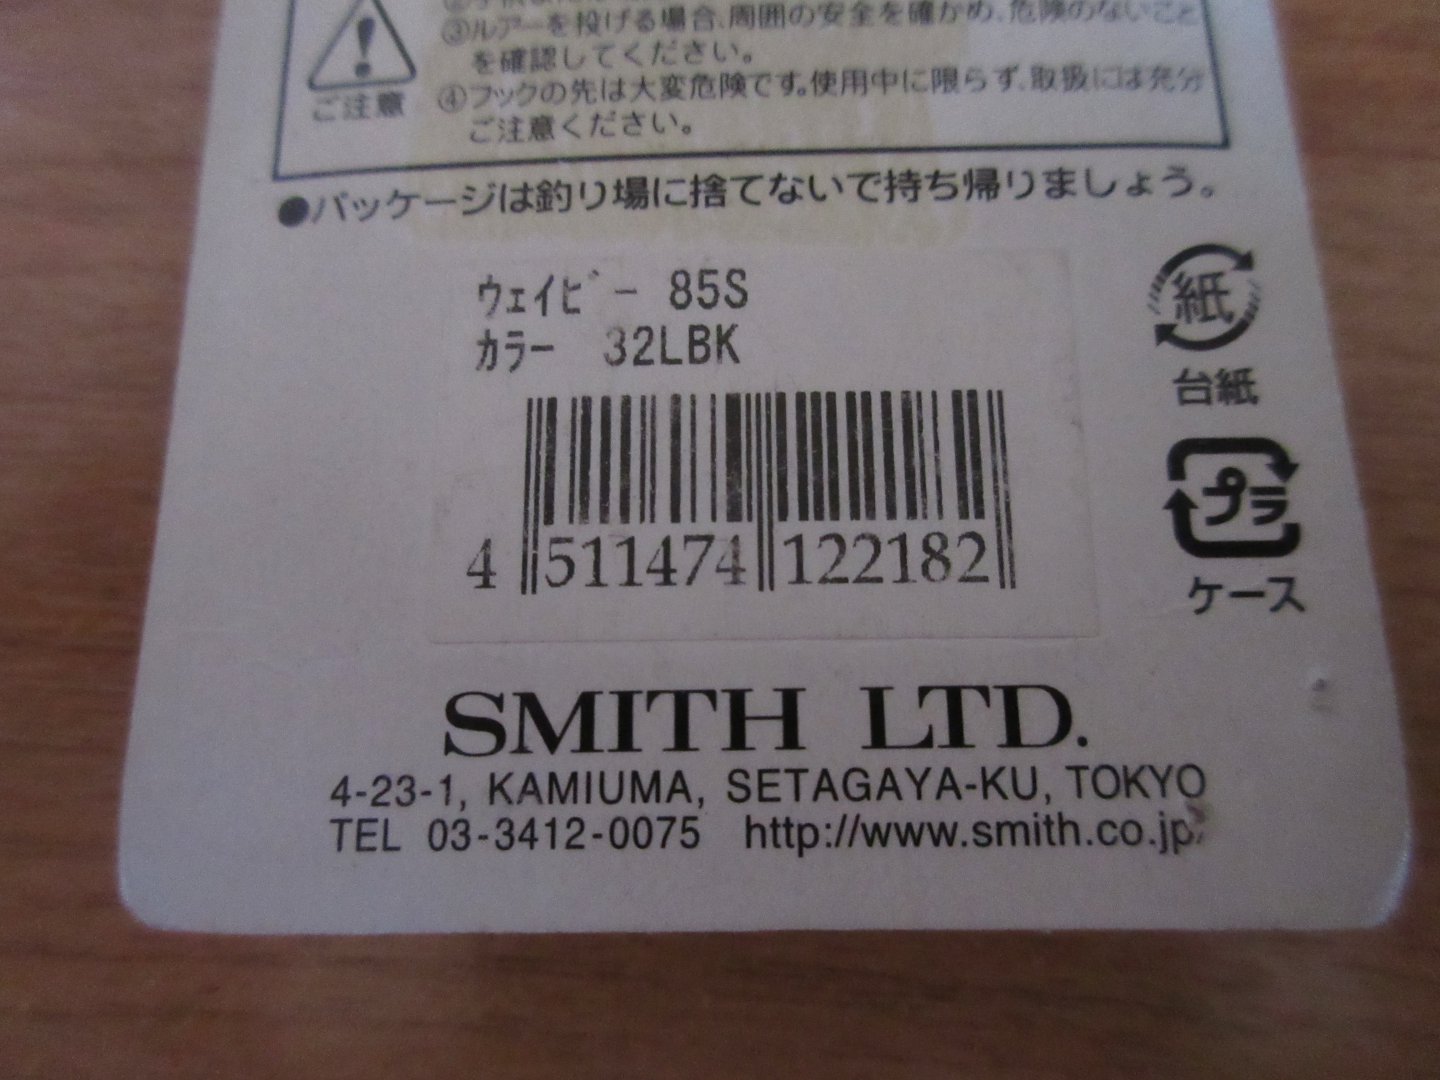 ③ルアーを投げる場合、周囲の安全を確かめ、危険のないこと
を確認してください。
④フックの先は大変危険です。使用中に限らず、取扱には充分
ご注意ください。
ご注意
●パッケージは釣り場に捨てないで持ち帰りましょう。
ウェイビー 85S
カラー 32LBK
4 511474 122182
紙
台紙
プラ
ケース
SMITH LTD.
4-23-1, KAMIUMA, SETAGAYA-KU, TOKYO
TEL 03-3412-0075 http://www.smith.co.jp